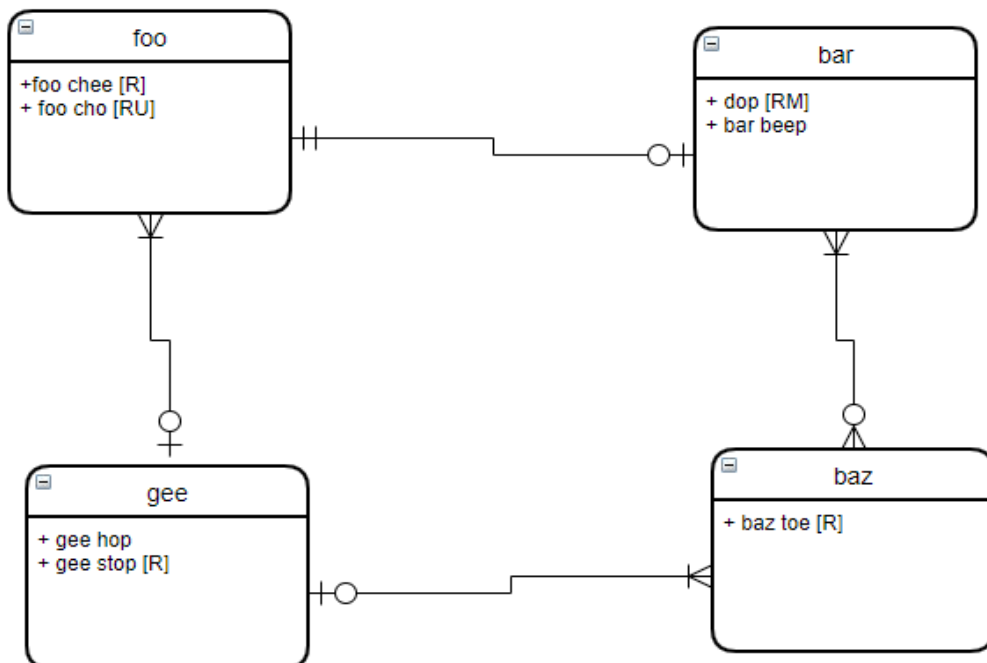 foo
+foo chee [R]
+ foo cho [RU]
bar
+ dop [RM]
+ bar beep
gee
+ gee hop
+ gee stop [R]
baz
+ baz toe [R]